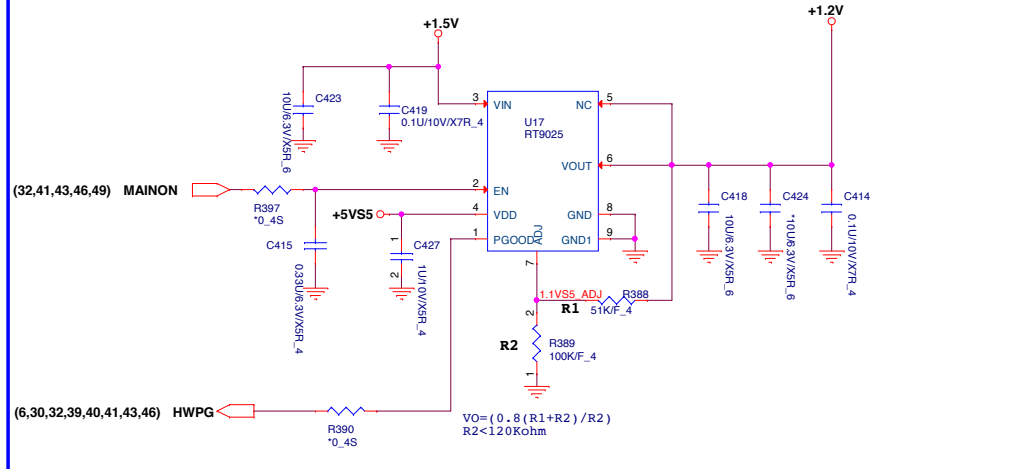 +1.5V
+1.2V
C423
10U/6.3V/X5R_6
C419
0.1U/10V/X7R_4
3
VIN
NC
5
U17
RT9025
VOUT
6
(32,41,43,46,49) MAINON
R397
*0_4S
2
EN
+5VS5
4
VDD
GND
8
1
PGOOD
ADJ
GND1
9
C415
0.33U/6.3V/X5R_4
1
2
C427
1U/10V/X5R_4
C418
10U/6.3V/X5R_6
C424
*10U/6.3V/X5R_6
C414
0.1U/10V/X7R_4
7
1.1VS5_ADJ
R388
R1
51K/F_4
2
R2
R389
100K/F_4
1
(6,30,32,39,40,41,43,46) HWPG
R390
*0_4S
VO=(0.8(R1+R2)/R2)
R2<120Kohm